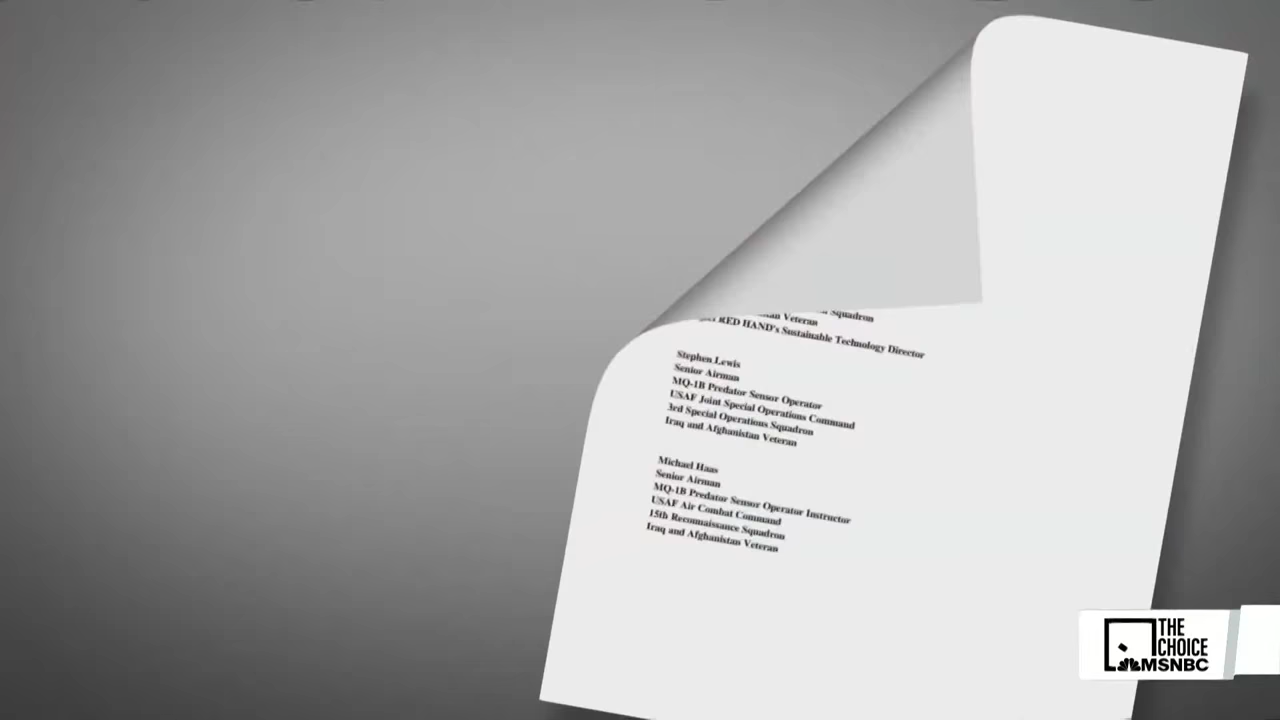 Squadron
Veteran
RED HAND's Sustainable Technology Director
Stephen Lewis
Senior Airman
MQ-1B Predator Sensor Operator
USAF Joint Special Operations Command
3rd Special Operations Squadron
Iraq and Afghanistan Veteran
Michael Haas
Senior Airman
MQ-1B Predator Sensor Operator Instructor
USAF Air Combat Command
15th Reconnaissance Squadron
Iraq and Afghanistan Veteran
THE
CHOICE
MSNBC